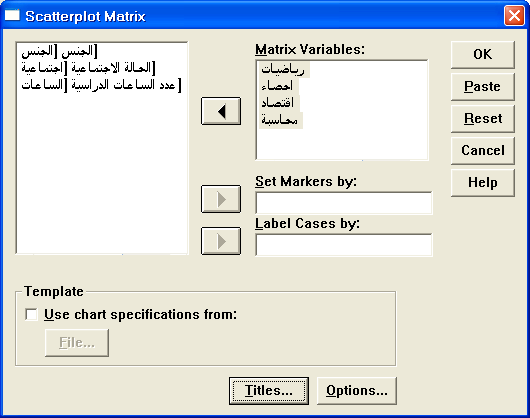 Scatterplot Matrix
الجنس [الجنس]
الحالة الاجتماعية [اجتماعية]
عدد الساعات الدراسية [الساعات]
Matrix Variables:
رياضيات
احصاء
اقتصاد
محاسبة
Set Markers by:
Label Cases by:
OK
Paste
Reset
Cancel
Help
Template
Use chart specifications from:
File...
Titles...
Options...